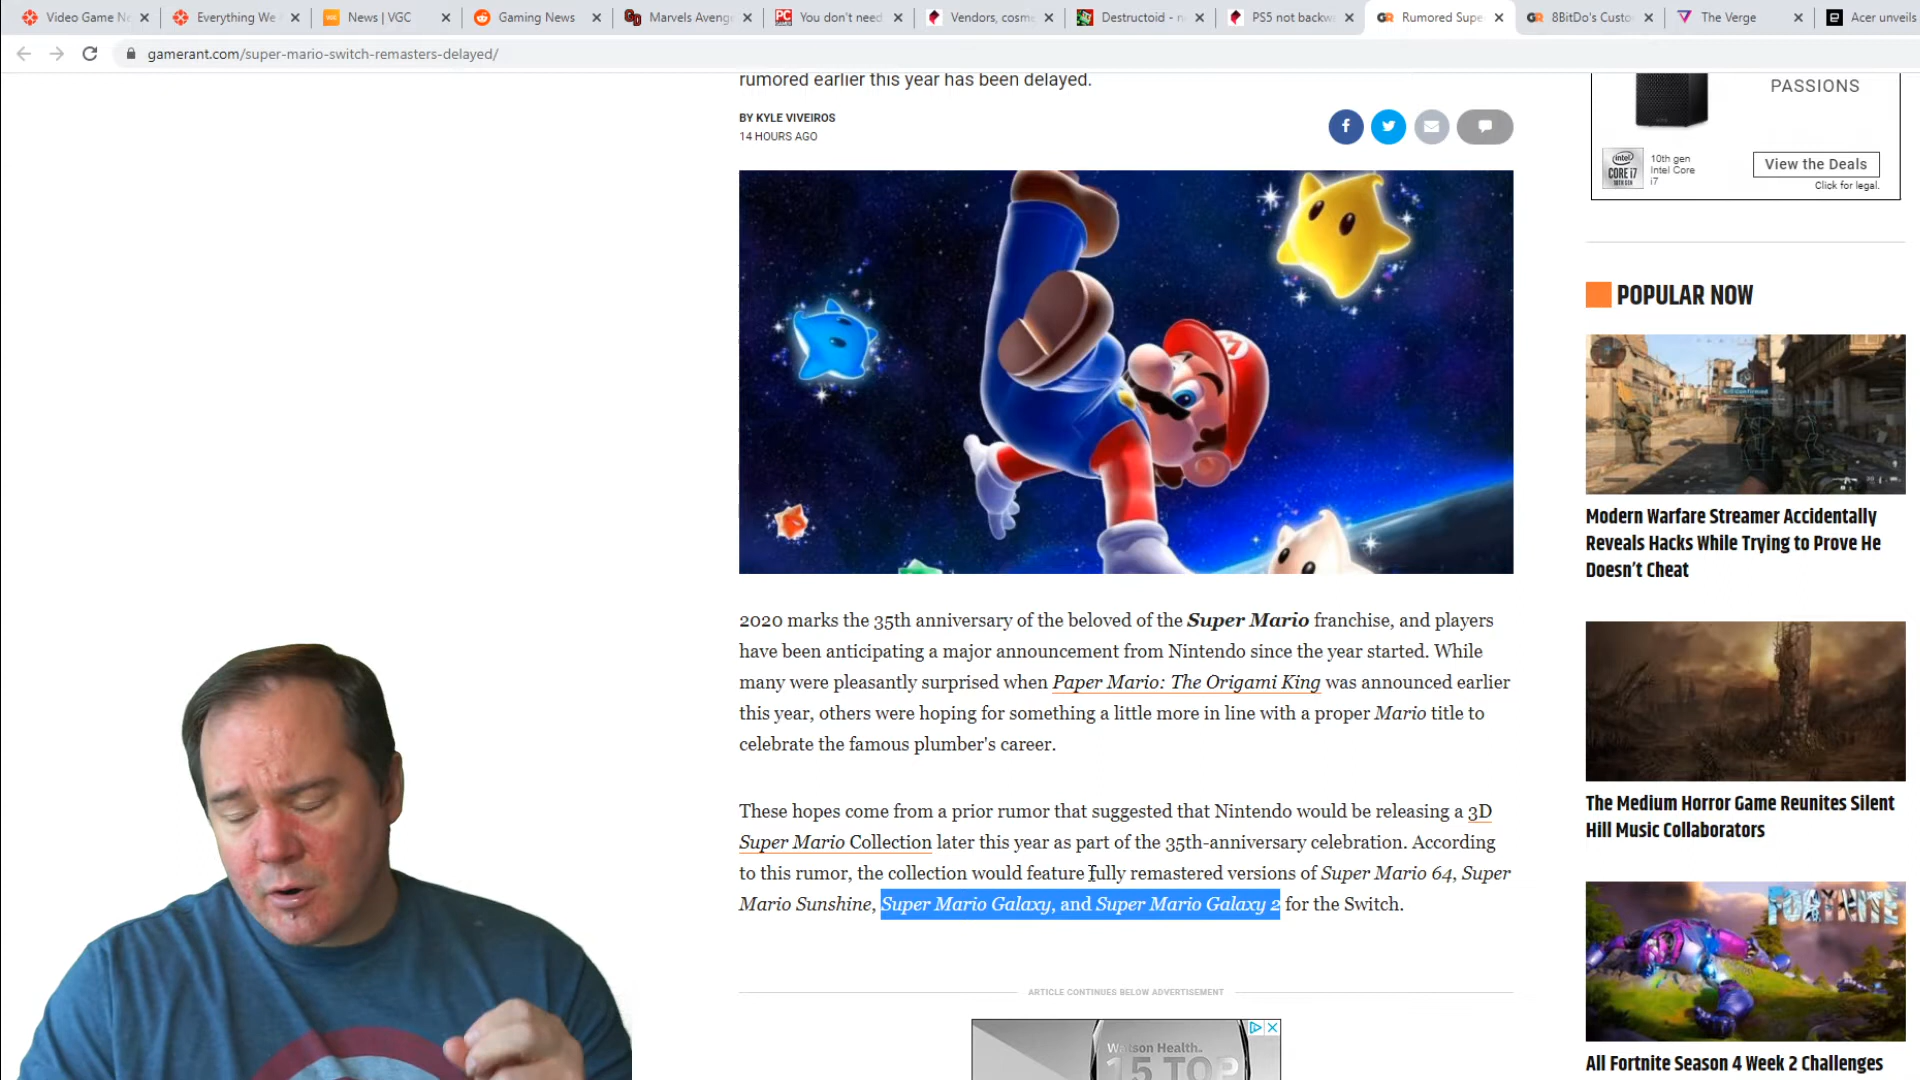 Video Game Ne
Everything We
News | VGC
Gaming News
Marvels Aveng
You don't need
Vendors, cosm
Destructoid - n
PS5 not backw
Rumored Supe
8BitDo's Custo
The Verge
Acer unveils
gamerant.com/super-mario-switch-remasters-delayed/
rumored earlier this year has been delayed.
BY KYLE VIVEIROS
14 HOURS AGO
PASSIONS
intel
CORE i7
10TH GEN
10th gen
Intel Core
i7
View the Deals
Click for legal.
POPULAR NOW
Modern Warfare Streamer Accidentally
Reveals Hacks While Trying to Prove He
Doesn't Cheat
The Medium Horror Game Reunites Silent
Hill Music Collaborators
FORTNITE
All Fortnite Season 4 Week 2 Challenges
2020 marks the 35th anniversary of the beloved of the Super Mario franchise, and players
have been anticipating a major announcement from Nintendo since the year started. While
many were pleasantly surprised when Paper Mario: The Origami King was announced earlier
this year, others were hoping for something a little more in line with a proper Mario title to
celebrate the famous plumber's career.
These hopes come from a prior rumor that suggested that Nintendo would be releasing a 3D
Super Mario Collection later this year as part of the 35th-anniversary celebration. According
to this rumor, the collection would feature fully remastered versions of Super Mario 64, Super
Mario Sunshine, Super Mario Galaxy, and Super Mario Galaxy 2 for the Switch.
ARTICLE CONTINUES BELOW ADVERTISEMENT
Watson Health.
15 TOP